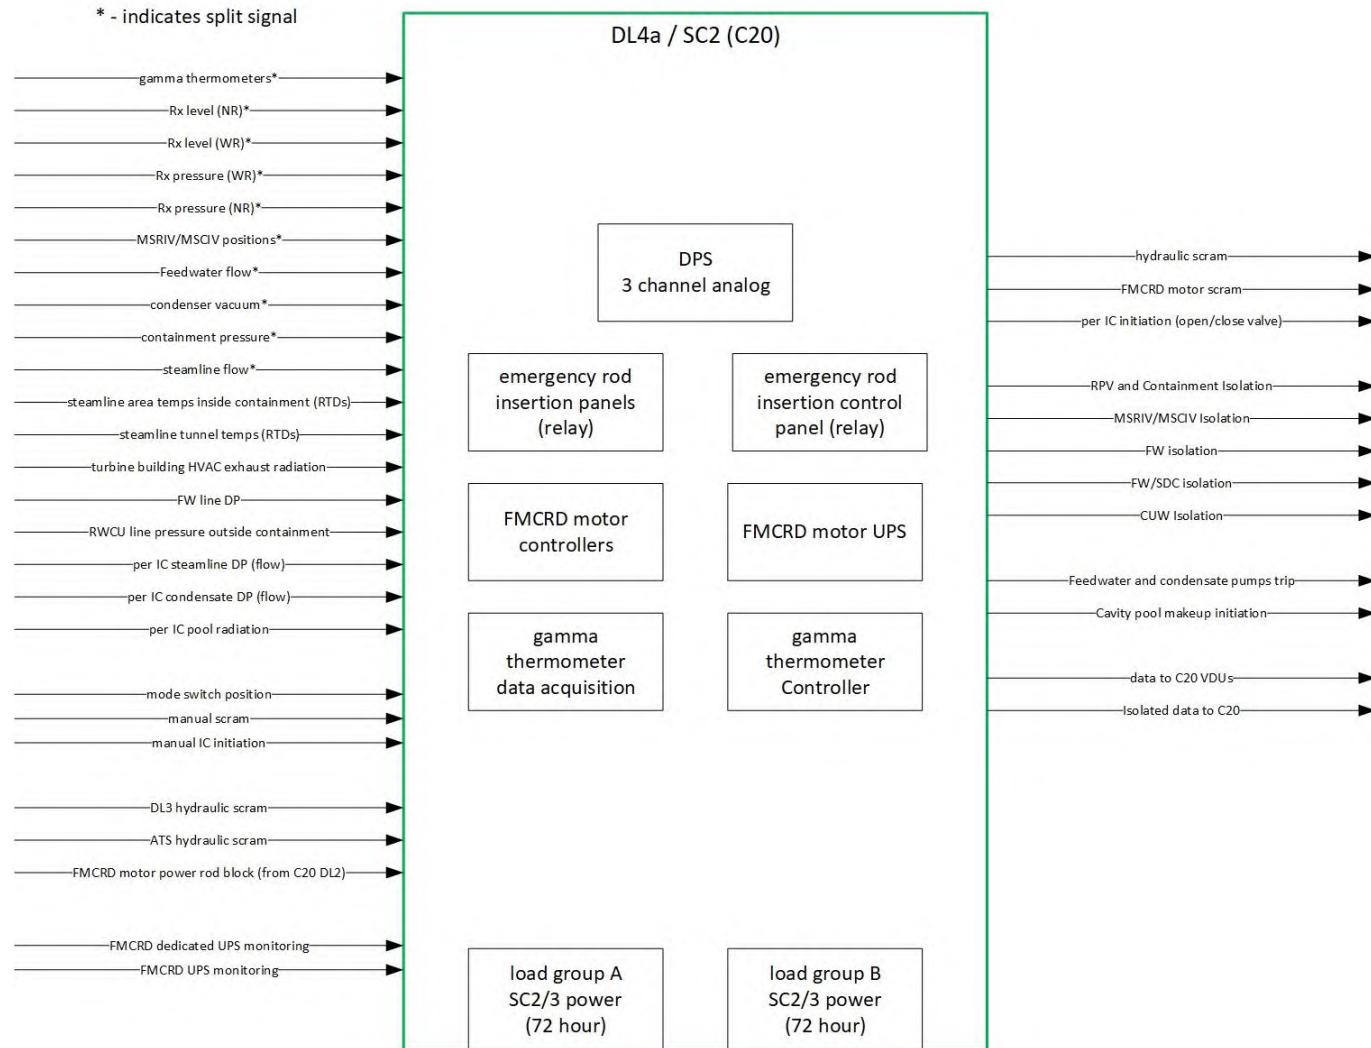 * - indicates split signal
DL4a / SC2 (C20)
gamma thermometers*
Rx level (NR)*
Rx level (WR)*
Rx pressure (WR)*
Rx pressure (NR)*
MSRIV/MSCIV positions*
Feedwater flow*
condenser vacuum*
containment pressure*
steamline flow*
steamline area temps inside containment (RTDs)
steamline tunnel temps (RTDs)
turbine building HVAC exhaust radiation
FW line DP
RWCU line pressure outside containment
per IC steamline DP (flow)
per IC condensate DP (flow)
per IC pool radiation
mode switch position
manual scram
manual IC initiation
DL3 hydraulic scram
ATS hydraulic scram
FMCRD motor power rod block (from C20 DL2)
FMCRD dedicated UPS monitoring
FMCRD UPS monitoring
DPS
3 channel analog
emergency rod
insertion panels
(relay)
emergency rod
insertion control
panel (relay)
FMCRD motor
controllers
FMCRD motor UPS
gamma
thermometer
data acquisition
gamma
thermometer
Controller
load group A
SC2/3 power
(72 hour)
load group B
SC2/3 power
(72 hour)
hydraulic scram
FMCRD motor scram
per IC initiation (open/close valve)
RPV and Containment Isolation
MSRIV/MSCIV Isolation
FW isolation
FW/SDC isolation
CUW Isolation
Feedwater and condensate pumps trip
Cavity pool makeup initiation
data to C20 VDUs
Isolated data to C20